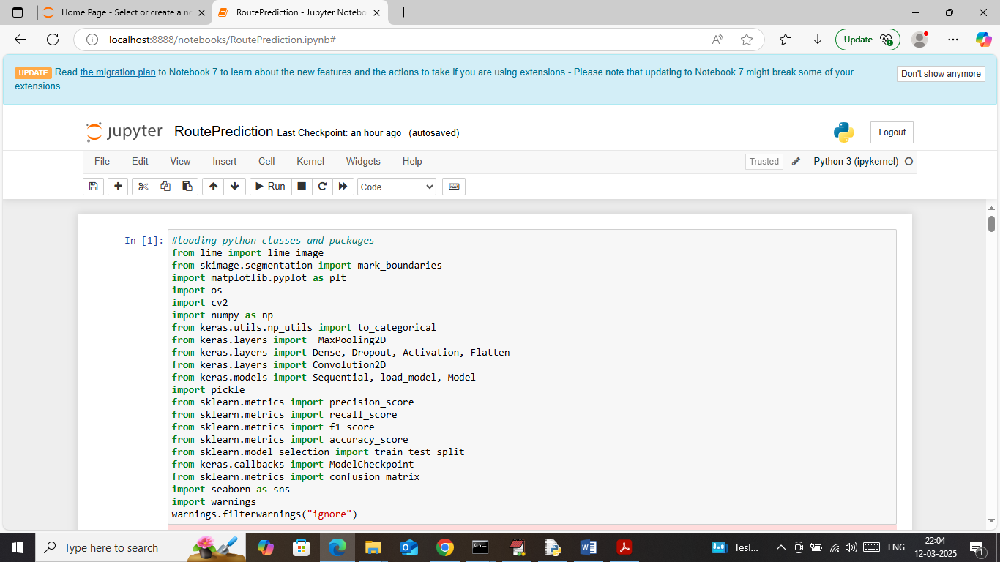 Home Page - Select or create a no
RoutePrediction - Jupyter Notebo
localhost:8888/notebooks/RoutePrediction.ipynb#
Update
UPDATE Read the migration plan to Notebook 7 to learn about the new features and the actions to take if you are using extensions - Please note that updating to Notebook 7 might break some of your
extensions.
Don't show anymore
jupyter RoutePrediction Last Checkpoint: an hour ago (autosaved)
Logout
File Edit View Insert Cell Kernel Widgets Help
Trusted Python 3 (ipykernel)
Run Code
In [1]: #loading python classes and packages
from lime import lime_image
from skimage.segmentation import mark_boundaries
import matplotlib.pyplot as plt
import os
import cv2
import numpy as np
from keras.utils.np_utils import to_categorical
from keras.layers import  MaxPooling2D
from keras.layers import Dense, Dropout, Activation, Flatten
from keras.layers import Convolution2D
from keras.models import Sequential, load_model, Model
import pickle
from sklearn.metrics import precision_score
from sklearn.metrics import recall_score
from sklearn.metrics import f1_score
from sklearn.metrics import accuracy_score
from sklearn.model_selection import train_test_split
from keras.callbacks import ModelCheckpoint
from sklearn.metrics import confusion_matrix
import seaborn as sns
import warnings
warnings.filterwarnings("ignore")
Type here to search
Tesl...
ENG
22:04
12-03-2025
1